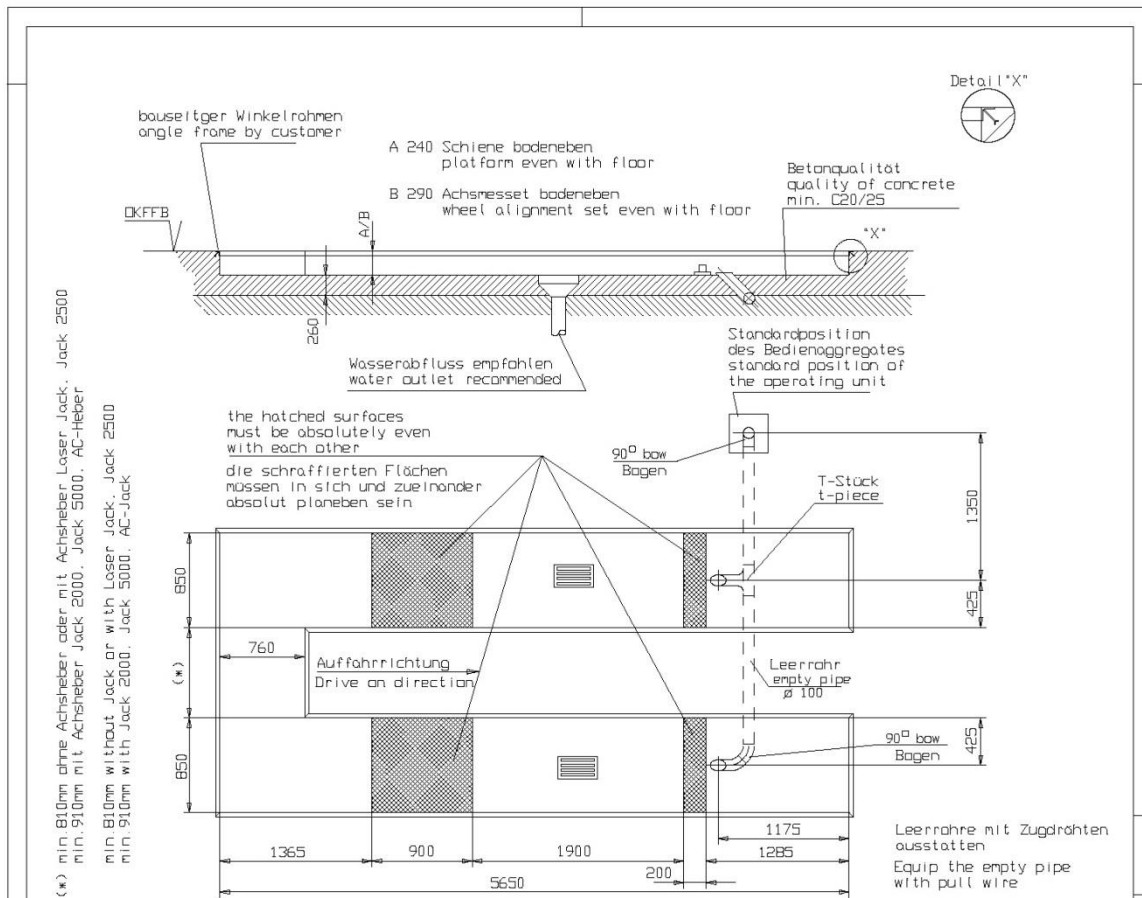 Detail"X"
bauseitger Winkelrahmen
angle frame by customer
A 240 Schiene bodeneben
platform even with floor
B 290 Achsmesset bodeneben
wheel alignment set even with floor
Betonqualität
quality of concrete
min. C20/25
OKFFB
A/B
"X"
260
Wasserabfluss empfohlen
water outlet recommended
Standardposition
des Bedienaggregates
standard position of
the operating unit
the hatched surfaces
must be absolutely even
with each other
die schraffierten Flächen
müssen in sich und zueinander
absolut planeben sein
90° bow
Bogen
T-Stück
t-piece
1350
850
425
760
(*)
Auffahrrichtung
Drive on direction
Leerrohr
empty pipe
ø 100
850
90° bow
Bogen
425
1175
1365
900
1900
200
1285
5650
Leerrohre mit Zugdrähten
ausstatten
Equip the empty pipe
with pull wire
(*) min.810mm ohne Achsheber oder mit Achsheber Laser Jack, Jack 2500
min.910mm mit Achsheber Jack 2000, Jack 5000, AC-Heber
min.810mm without Jack or with Laser Jack, Jack 2500
min.910mm with Jack 2000, Jack 5000, AC-Jack